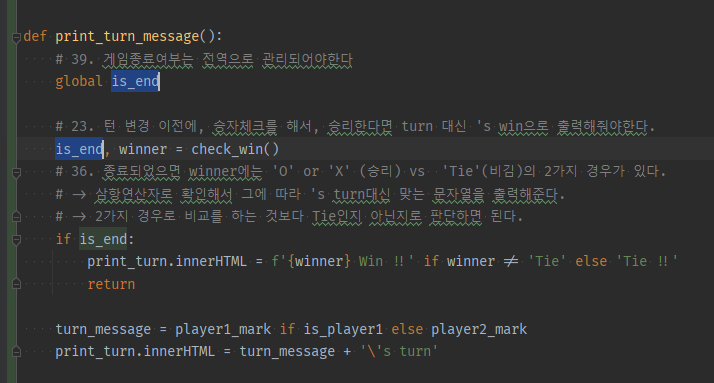 def print_turn_message():
    # 39. 게임종료여부는 전역으로 관리되어야한다
    global is_end
    # 23. 턴 변경 이전에, 승자체크를 해서, 승리한다면 turn 대신 's win으로 출력해줘야한다.
    is_end, winner = check_win()
    # 36. 종료되었으면 winner에는 'O' or 'X' (승리) vs  'Tie'(비김)의 2가지 경우가 있다.
    # -> 삼항연산자로 확인해서 그에 따라 's turn대신 맞는 문자열을 출력해준다.
    # -> 2가지 경우로 비교를 하는 것보다 Tie인지 아닌지로 판단하면 된다.
    if is_end:
        print_turn.innerHTML = f'{winner} Win !!' if winner != 'Tie' else 'Tie !!'
        return
    turn_message = player1_mark if is_player1 else player2_mark
    print_turn.innerHTML = turn_message + '\'s turn'